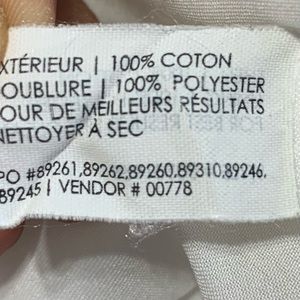 XTÉRIEUR | 100% COTON
OUBLURE | 100% POLYESTER
OUR DE MEILLEURS RÉSULTATS
NETTOYER À SEC
PO #89261,89262,89260,89310,89246,
89245 | VENDOR # 00778